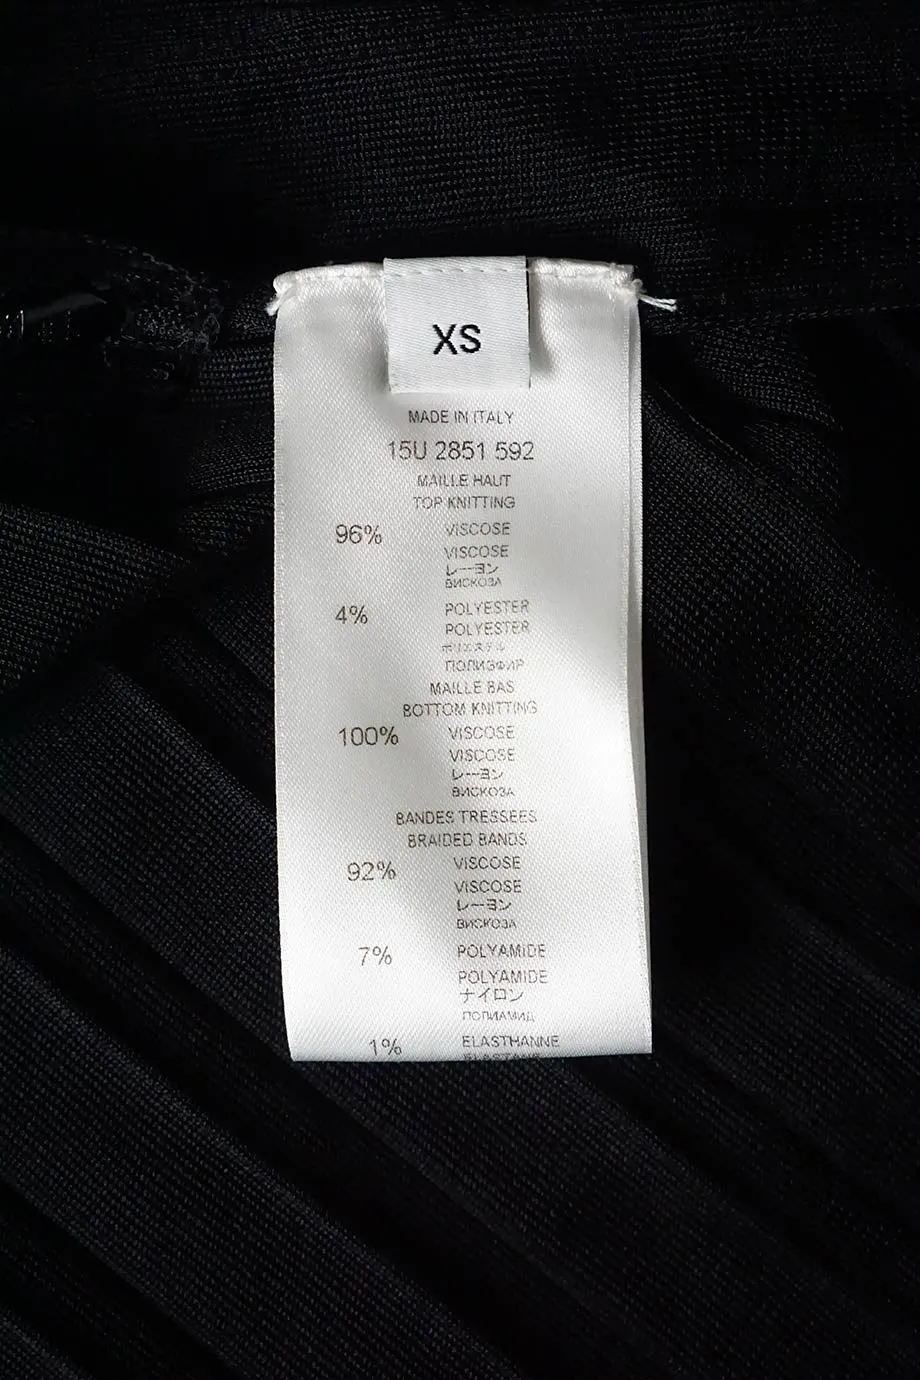 XS
MADE IN ITALY
15U 2851 592
MAILLE HAUT
TOP KNITTING
96% VISCOSE
VISCOSE
レーヨン
ВИСКОЗА
4% POLYESTER
POLYESTER
ポリエステル
ПОЛИЭФИР
MAILLE BAS
BOTTOM KNITTING
100% VISCOSE
VISCOSE
レーヨン
ВИСКОЗА
BANDES TRESSEES
BRAIDED BANDS
92% VISCOSE
VISCOSE
レーヨン
ВИСКОЗА
7% POLYAMIDE
POLYAMIDE
ナイロン
ПОЛИАМИД
1% ELASTHANNE
ELASTANE